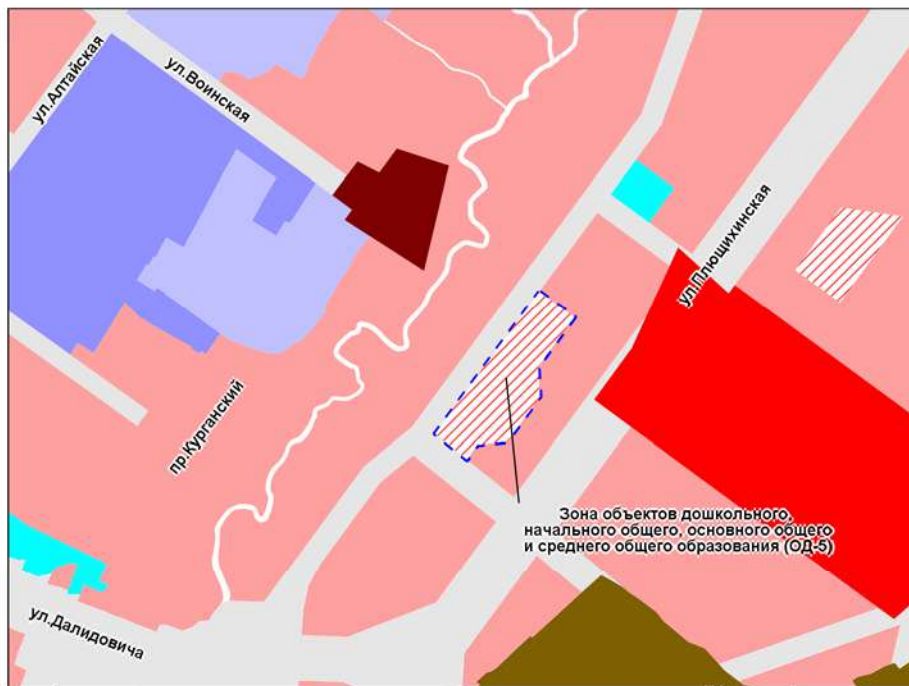 ул.Алтайская
ул.Воинская
ул.Плющихинская
пр.Курганский
Зона объектов дошкольного,
начального общего, основного общего
и среднего общего образования (ОД-5)
ул.Далидовича